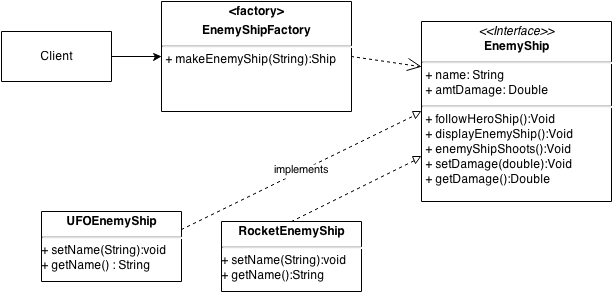 Client
<factory>
EnemyShipFactory
+ makeEnemyShip(String):Ship
<<Interface>>
EnemyShip
+ name: String
+ amtDamage: Double
+ followHeroShip():Void
+ displayEnemyShip():Void
+ enemyShipShoots():Void
+ setDamage(double):Void
+ getDamage():Double
implements
UFOEnemyShip
+ setName(String):void
+ getName() : String
RocketEnemyShip
+ setName(String):void
+ getName():String